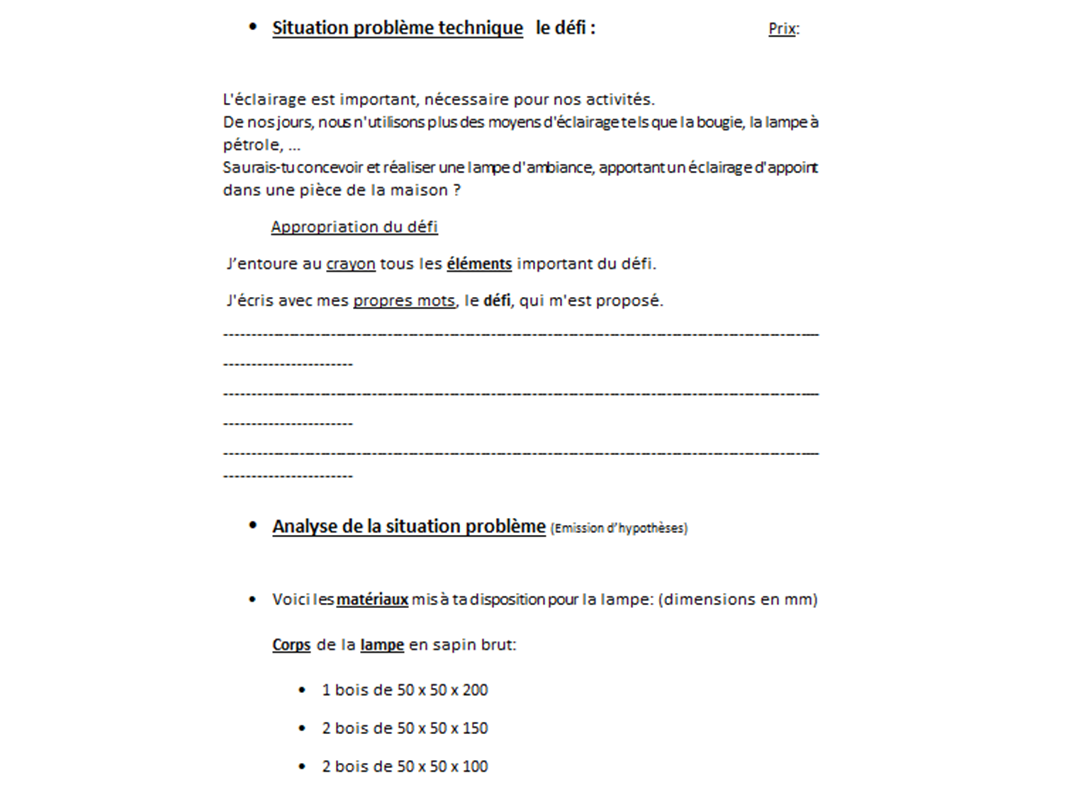 • Situation problème technique le défi : Prix:
L'éclairage est important, nécessaire pour nos activités.
De nos jours, nous n'utilisons plus des moyens d'éclairage tels que la bougie, la lampe à
pétrole, ...
Saurais-tu concevoir et réaliser une lampe d'ambiance, apportant un éclairage d'appoint
dans une pièce de la maison ?
Appropriation du défi
J'entoure au crayon tous les éléments important du défi.
J'écris avec mes propres mots, le défi, qui m'est proposé.
• Analyse de la situation problème (Emission d'hypothèses)
• Voici les matériaux mis à ta disposition pour la lampe: (dimensions en mm)
Corps de la lampe en sapin brut:
• 1 bois de 50 x 50 x 200
• 2 bois de 50 x 50 x 150
• 2 bois de 50 x 50 x 100